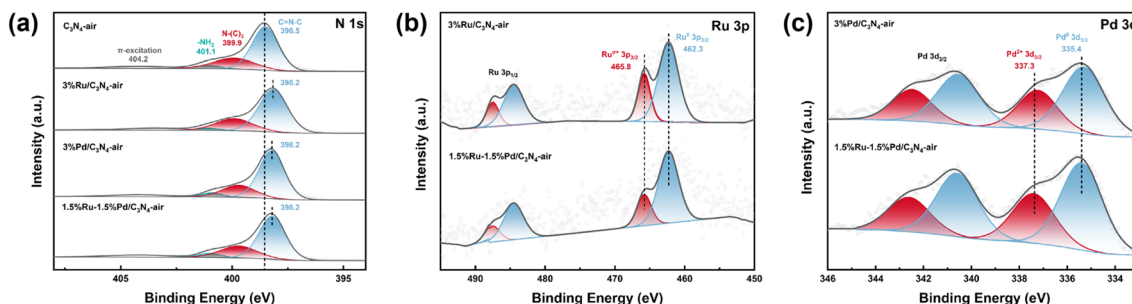 (a)
N 1s
C₃N₄-air
C=N-C
398.5
N-(C)₃
399.9
-NH₂
401.1
π-excitation
404.2
3%Ru/C₃N₄-air
398.2
3%Pd/C₃N₄-air
398.2
1.5%Ru-1.5%Pd/C₃N₄-air
398.2
Intensity (a.u.)
405 400 395
Binding Energy (eV)
(b)
Ru 3p
3%Ru/C₃N₄-air
Ru⁰ 3p₃/₂
462.3
Ruᵟ⁺ 3p₃/₂
465.8
Ru 3p₁/₂
1.5%Ru-1.5%Pd/C₃N₄-air
Intensity (a.u.)
490 480 470 460 450
Binding Energy (eV)
(c)
Pd 3d
3%Pd/C₃N₄-air
Pd⁰ 3d₅/₂
335.4
Pd²⁺ 3d₅/₂
337.3
Pd 3d₃/₂
1.5%Ru-1.5%Pd/C₃N₄-air
Intensity (a.u.)
346 344 342 340 338 336 334
Binding Energy (eV)